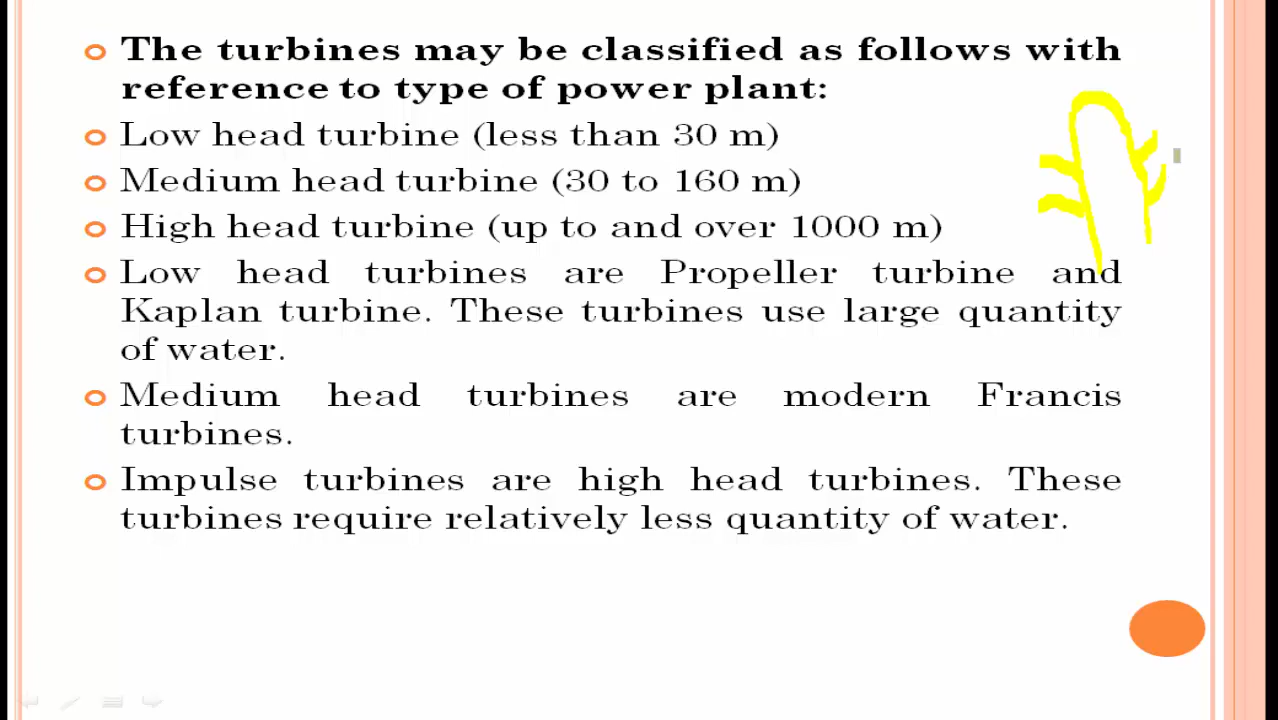 The turbines may be classified as follows with
reference to type of power plant:
Low head turbine (less than 30 m)
Medium head turbine (30 to 160 m)
High head turbine (up to and over 1000 m)
Low head turbines are Propeller turbine and
Kaplan turbine. These turbines use large quantity
of water.
Medium head turbines are modern Francis
turbines.
Impulse turbines are high head turbines. These
turbines require relatively less quantity of water.